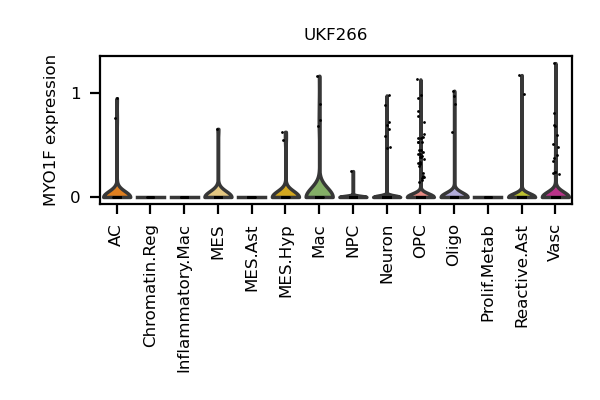 UKF266
MYO1F expression
1
0
AC
Chromatin.Reg
Inflammatory.Mac
MES
MES.Ast
MES.Hyp
Mac
NPC
Neuron
OPC
Oligo
Prolif.Metab
Reactive.Ast
Vasc